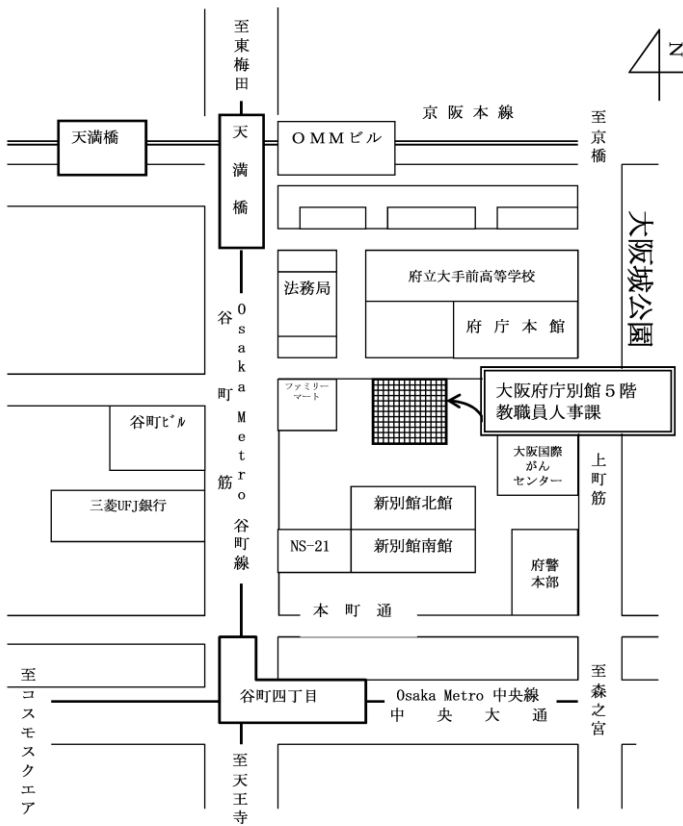 至東梅田
N
京阪本線
至京橋
天満橋
天満橋
OMMビル
大阪城公園
法務局
府立大手前高等学校
府庁本館
谷町筋
Osaka Metro 谷町線
ファミリー
マート
大阪府庁別館５階
教職員人事課
谷町ﾋﾞﾙ
大阪国際
がん
センター
上町筋
三菱UFJ銀行
新別館北館
NS-21
新別館南館
府警
本部
本町通
至コスモスクエア
谷町四丁目
Osaka Metro 中央線
中央大通
至森之宮
至天王寺